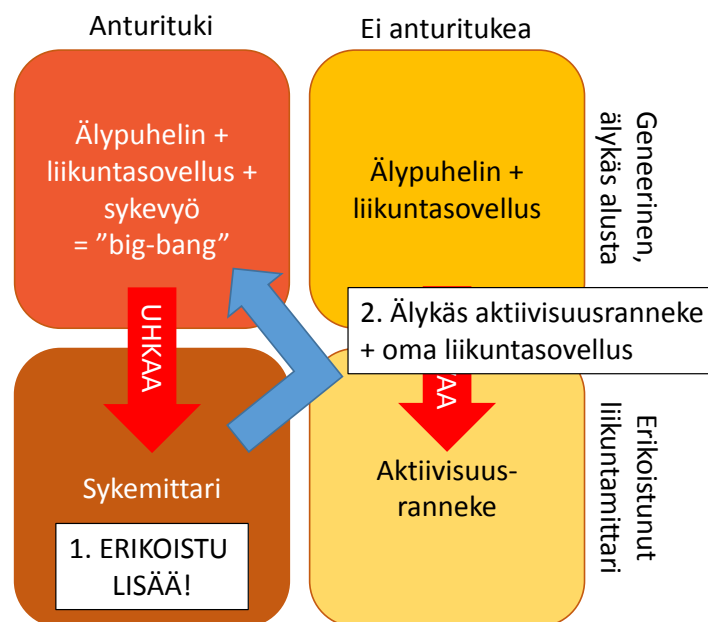 Anturituki
Ei anturitukea
Älypuhelin +
liikuntasovellus +
sykevyö
= ”big-bang”
Älypuhelin +
liikuntasovellus
Geneerinen,
älykäs alusta
UHKAA
2. Älykäs aktiivisuusranneke
+ oma liikuntasovellus
Sykemittari
1. ERIKOISTU
LISÄÄ!
Aktiivisuus-
ranneke
Erikoistunut
liikuntamittari